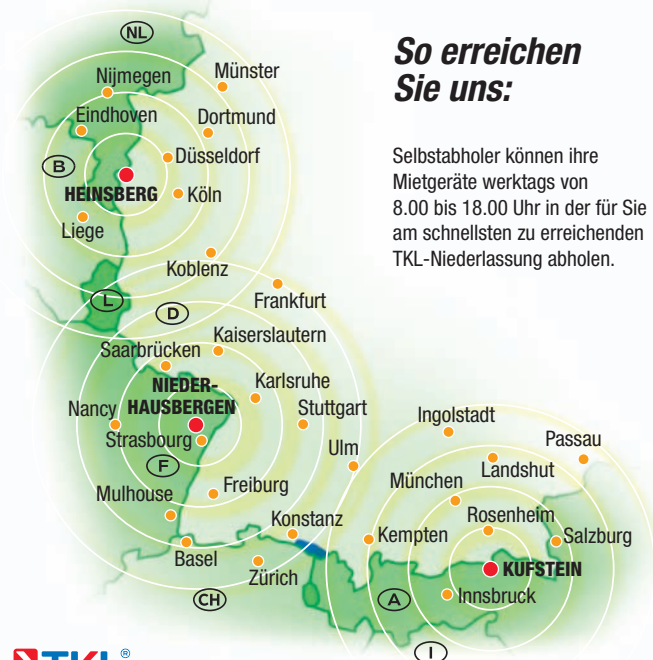 So erreichen
Sie uns:
Selbstabholer können ihre
Mietgeräte werktags von
8.00 bis 18.00 Uhr in der für Sie
am schnellsten zu erreichenden
TKL-Niederlassung abholen.
NL
Nijmegen
Münster
Eindhoven
Dortmund
B
Düsseldorf
HEINSBERG
Köln
Liege
Koblenz
L
Frankfurt
D
Kaiserslautern
Saarbrücken
NIEDER-
HAUSBERGEN
Karlsruhe
Nancy
Stuttgart
Strasbourg
F
Ulm
Ingolstadt
Passau
Landshut
München
Mulhouse
Freiburg
Rosenheim
Konstanz
Kempten
Salzburg
Basel
Zürich
KUFSTEIN
CH
A
Innsbruck
I
TKL®